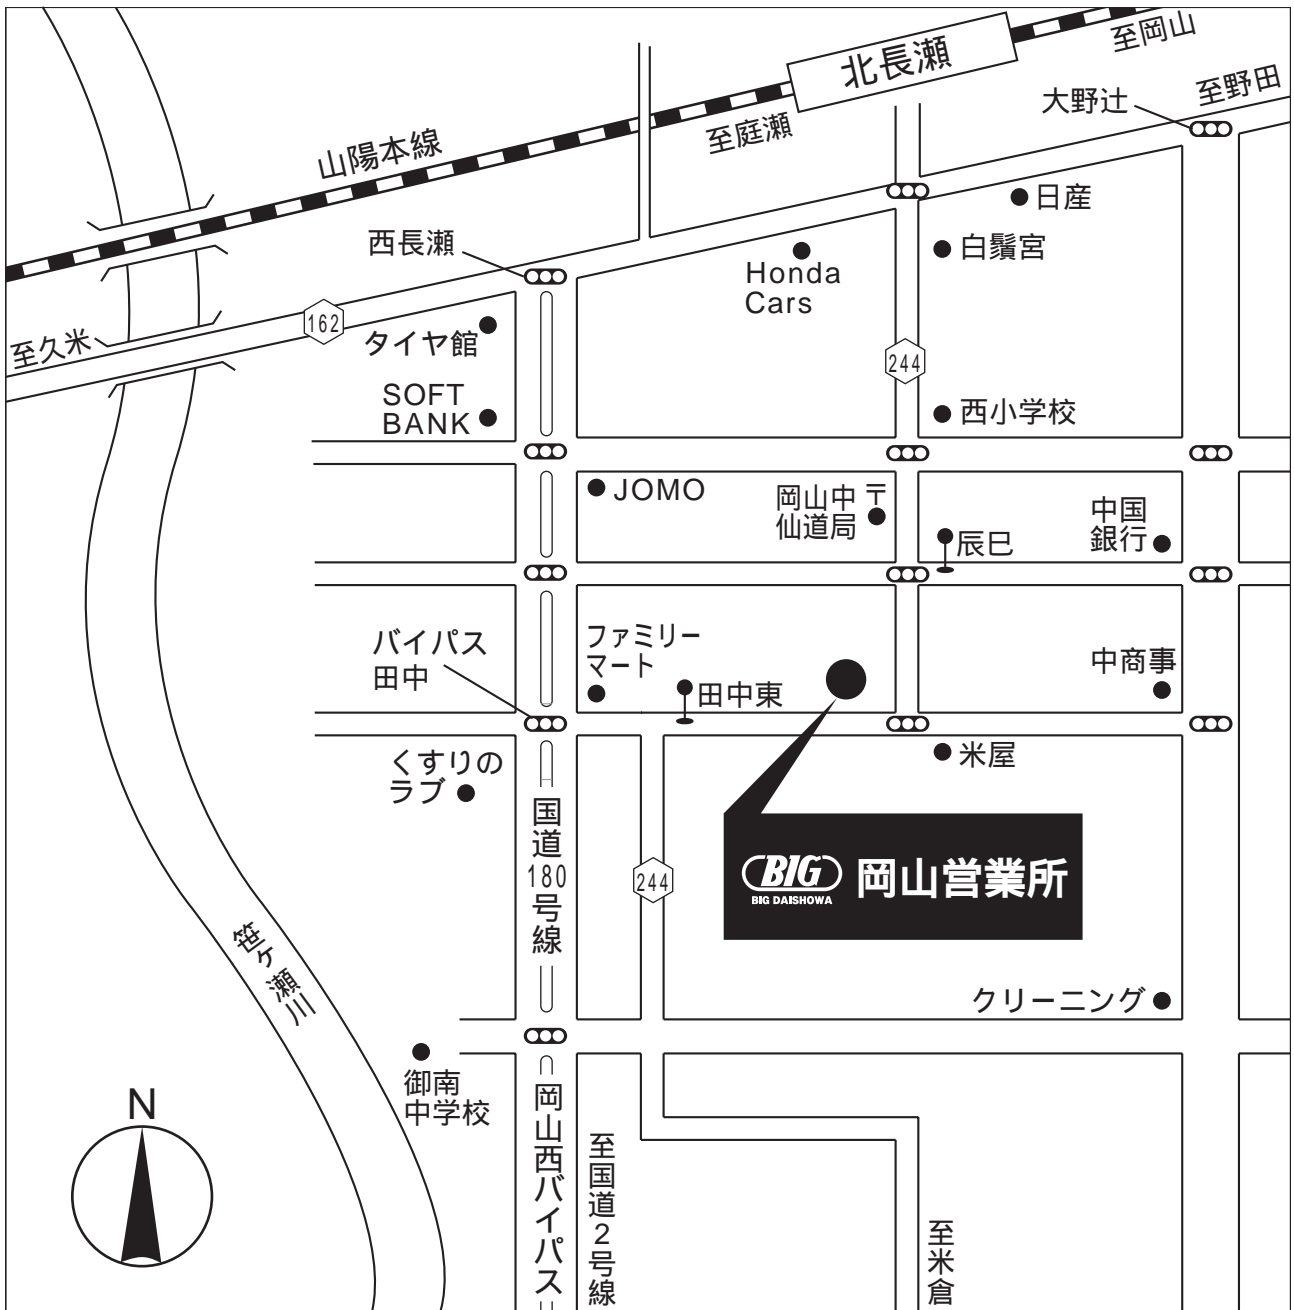 北長瀬
至岡山
至野田
大野辻
至庭瀬
山陽本線
日産
西長瀬
白鬚宮
Honda
Cars
162
至久米
タイヤ館
244
SOFT
BANK
西小学校
JOMO
岡山中 〒
仙道局
中国
銀行
辰巳
バイパス
田中
ファミリー
マート
田中東
中商事
米屋
くすりの
ラブ
国道180号線
244
BIG
BIG DAISHOWA
岡山営業所
笹ヶ瀬川
クリーニング
御南
中学校
N
岡山西バイパス
至国道2号線
至米倉